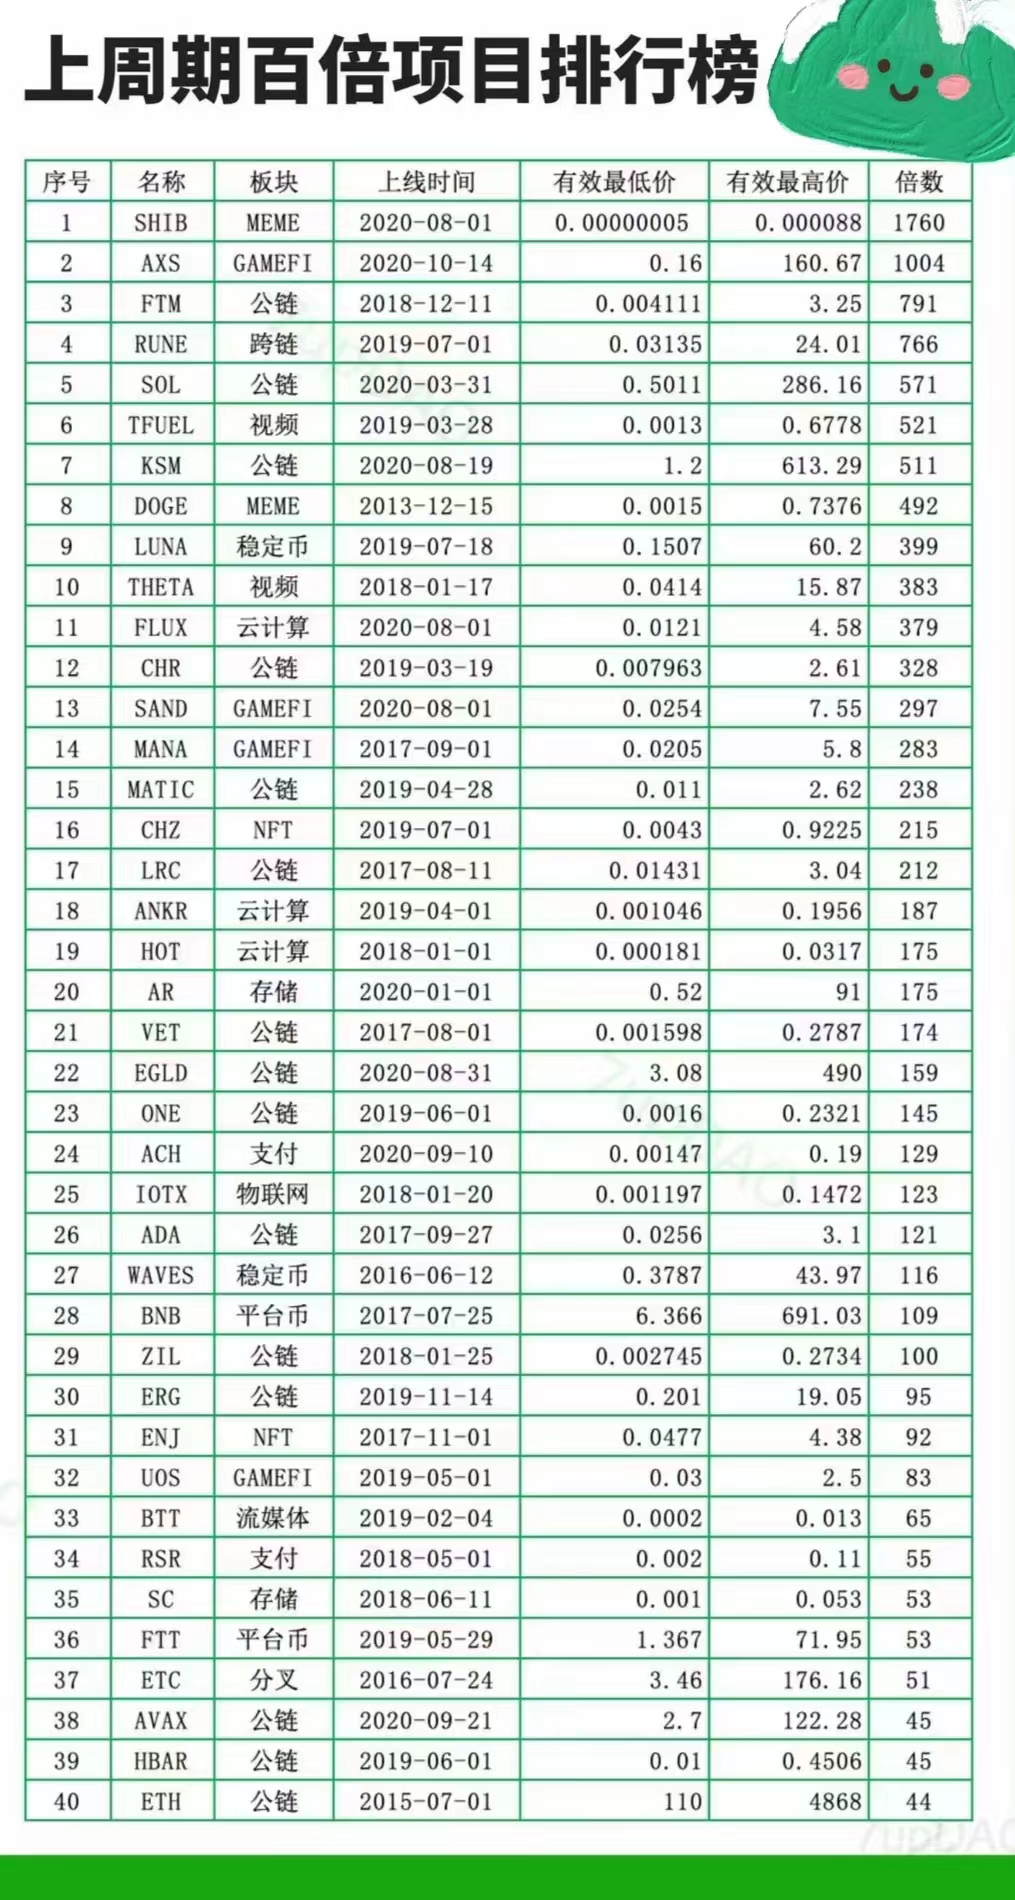 上周期百倍项目排行榜
序号 名称 板块 上线时间 有效最低价 有效最高价 倍数
1 SHIB MEME 2020-08-01 0.00000005 0.000088 1760
2 AXS GAMEFI 2020-10-14 0.16 160.67 1004
3 FTM 公链 2018-12-11 0.004111 3.25 791
4 RUNE 跨链 2019-07-01 0.03135 24.01 766
5 SOL 公链 2020-03-31 0.5011 286.16 571
6 TFUEL 视频 2019-03-28 0.0013 0.6778 521
7 KSM 公链 2020-08-19 1.2 613.29 511
8 DOGE MEME 2013-12-15 0.0015 0.7376 492
9 LUNA 稳定币 2019-07-18 0.1507 60.2 399
10 THETA 视频 2018-01-17 0.0414 15.87 383
11 FLUX 云计算 2020-08-01 0.0121 4.58 379
12 CHR 公链 2019-03-19 0.007963 2.61 328
13 SAND GAMEFI 2020-08-01 0.0254 7.55 297
14 MANA GAMEFI 2017-09-01 0.0205 5.8 283
15 MATIC 公链 2019-04-28 0.011 2.62 238
16 CHZ NFT 2019-07-01 0.0043 0.9225 215
17 LRC 公链 2017-08-11 0.01431 3.04 212
18 ANKR 云计算 2019-04-01 0.001046 0.1956 187
19 HOT 云计算 2018-01-01 0.000181 0.0317 175
20 AR 存储 2020-01-01 0.52 91 175
21 VET 公链 2017-08-01 0.001598 0.2787 174
22 EGLD 公链 2020-08-31 3.08 490 159
23 ONE 公链 2019-06-01 0.0016 0.2321 145
24 ACH 支付 2020-09-10 0.00147 0.19 129
25 IOTX 物联网 2018-01-20 0.001197 0.1472 123
26 ADA 公链 2017-09-27 0.0256 3.1 121
27 WAVES 稳定币 2016-06-12 0.3787 43.97 116
28 BNB 平台币 2017-07-25 6.366 691.03 109
29 ZIL 公链 2018-01-25 0.002745 0.2734 100
30 ERG 公链 2019-11-14 0.201 19.05 95
31 ENJ NFT 2017-11-01 0.0477 4.38 92
32 UOS GAMEFI 2019-05-01 0.03 2.5 83
33 BTT 流媒体 2019-02-04 0.0002 0.013 65
34 RSR 支付 2018-05-01 0.002 0.11 55
35 SC 存储 2018-06-11 0.001 0.053 53
36 FTT 平台币 2019-05-29 1.367 71.95 53
37 ETC 分叉 2016-07-24 3.46 176.16 51
38 AVAX 公链 2020-09-21 2.7 122.28 45
39 HBAR 公链 2019-06-01 0.01 0.4506 45
40 ETH 公链 2015-07-01 110 4868 44
7upDAO